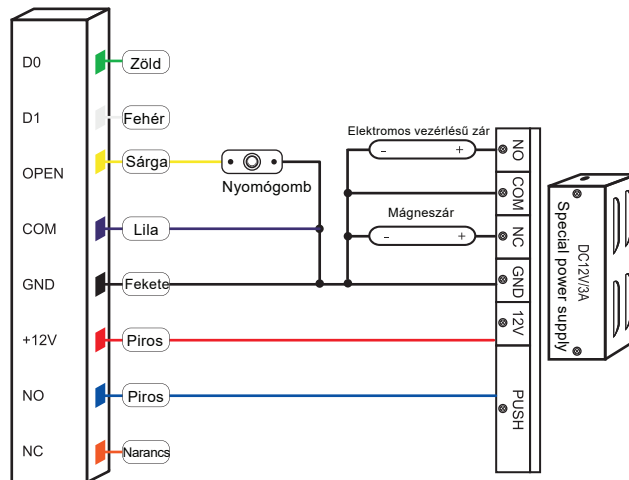 D0
Zöld
D1
Fehér
OPEN
Sárga
Nyomógomb
COM
Lila
GND
Fekete
+12V
Piros
NO
Piros
NC
Narancs
Elektromos vezérlésű zár
- +
Mágneszár
- +
NO
COM
NC
GND
12V
PUSH
DC12V/3A
Special power supply